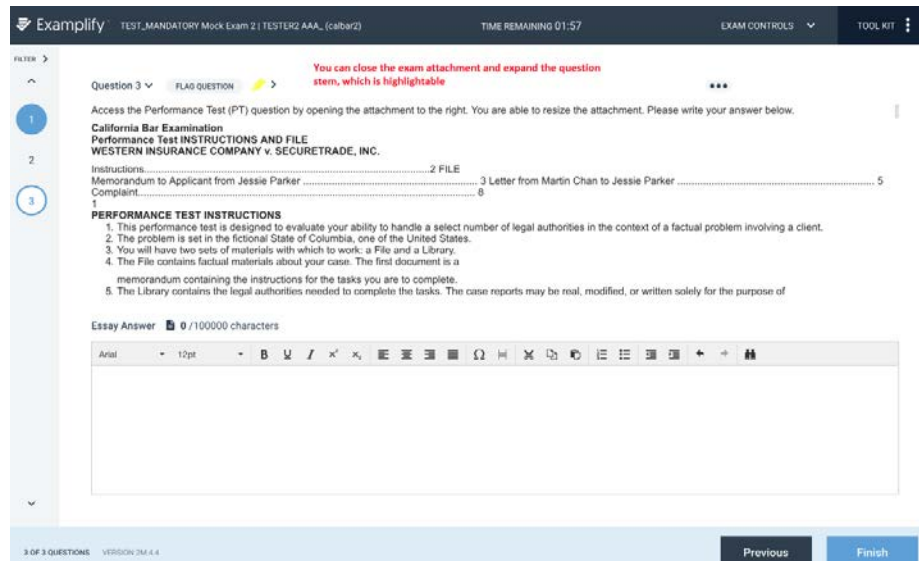 Examplify TEST_MANDATORY Mock Exam 2 | TESTER2 AAA_ (calbar2) TIME REMAINING 01:57 EXAM CONTROLS TOOL KIT
FILTER
You can close the exam attachment and expand the question
stem, which is highlightable
Question 3 FLAG QUESTION
Access the Performance Test (PT) question by opening the attachment to the right. You are able to resize the attachment. Please write your answer below.
1
California Bar Examination
Performance Test INSTRUCTIONS AND FILE
WESTERN INSURANCE COMPANY v. SECURETRADE, INC.
2
Instructions...........................................................................................2 FILE
Memorandum to Applicant from Jessie Parker ........................................................ 3 Letter from Martin Chan to Jessie Parker ............................................................... 5
Complaint.......................................................................................................... 8
3
1
PERFORMANCE TEST INSTRUCTIONS
1. This performance test is designed to evaluate your ability to handle a select number of legal authorities in the context of a factual problem involving a client.
2. The problem is set in the fictional State of Columbia, one of the United States.
3. You will have two sets of materials with which to work: a File and a Library.
4. The File contains factual materials about your case. The first document is a
memorandum containing the instructions for the tasks you are to complete.
5. The Library contains the legal authorities needed to complete the tasks. The case reports may be real, modified, or written solely for the purpose of
Essay Answer 0 /100000 characters
Arial 12pt B U I x² x₂ Ω
3 OF 3 QUESTIONS VERSION 2M.4.4 Previous Finish